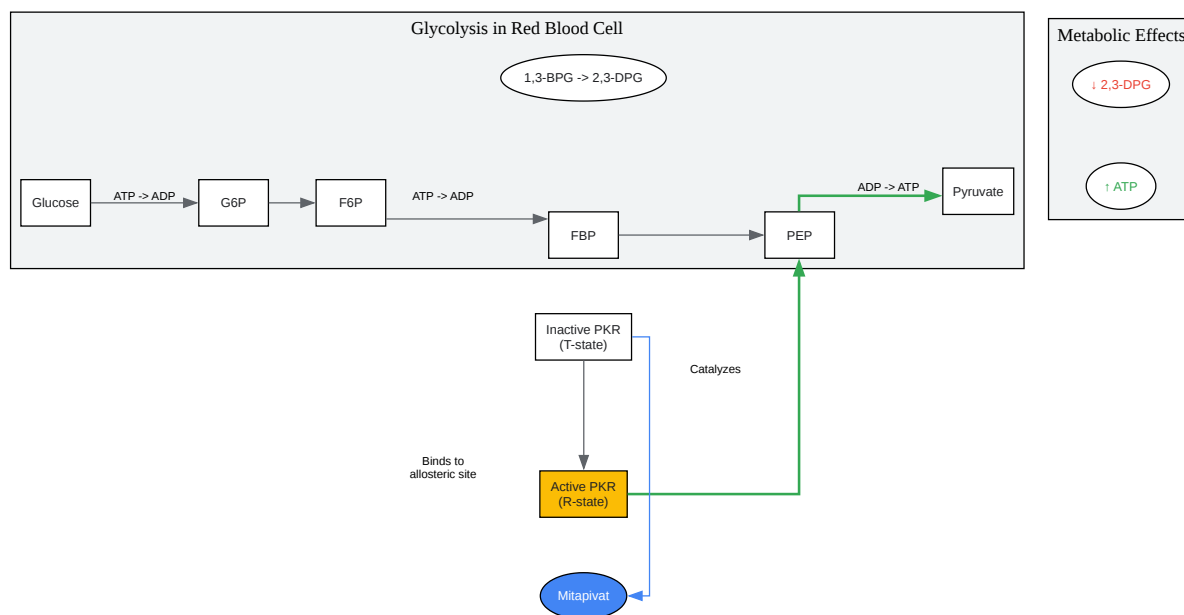 Glycolysis in Red Blood Cell
1,3-BPG -> 2,3-DPG
Glucose
ATP -> ADP
G6P
F6P
ATP -> ADP
FBP
PEP
ADP -> ATP
Pyruvate
Metabolic Effects
↓ 2,3-DPG
↑ ATP
Inactive PKR
(T-state)
Catalyzes
Binds to
allosteric site
Active PKR
(R-state)
Mitapivat